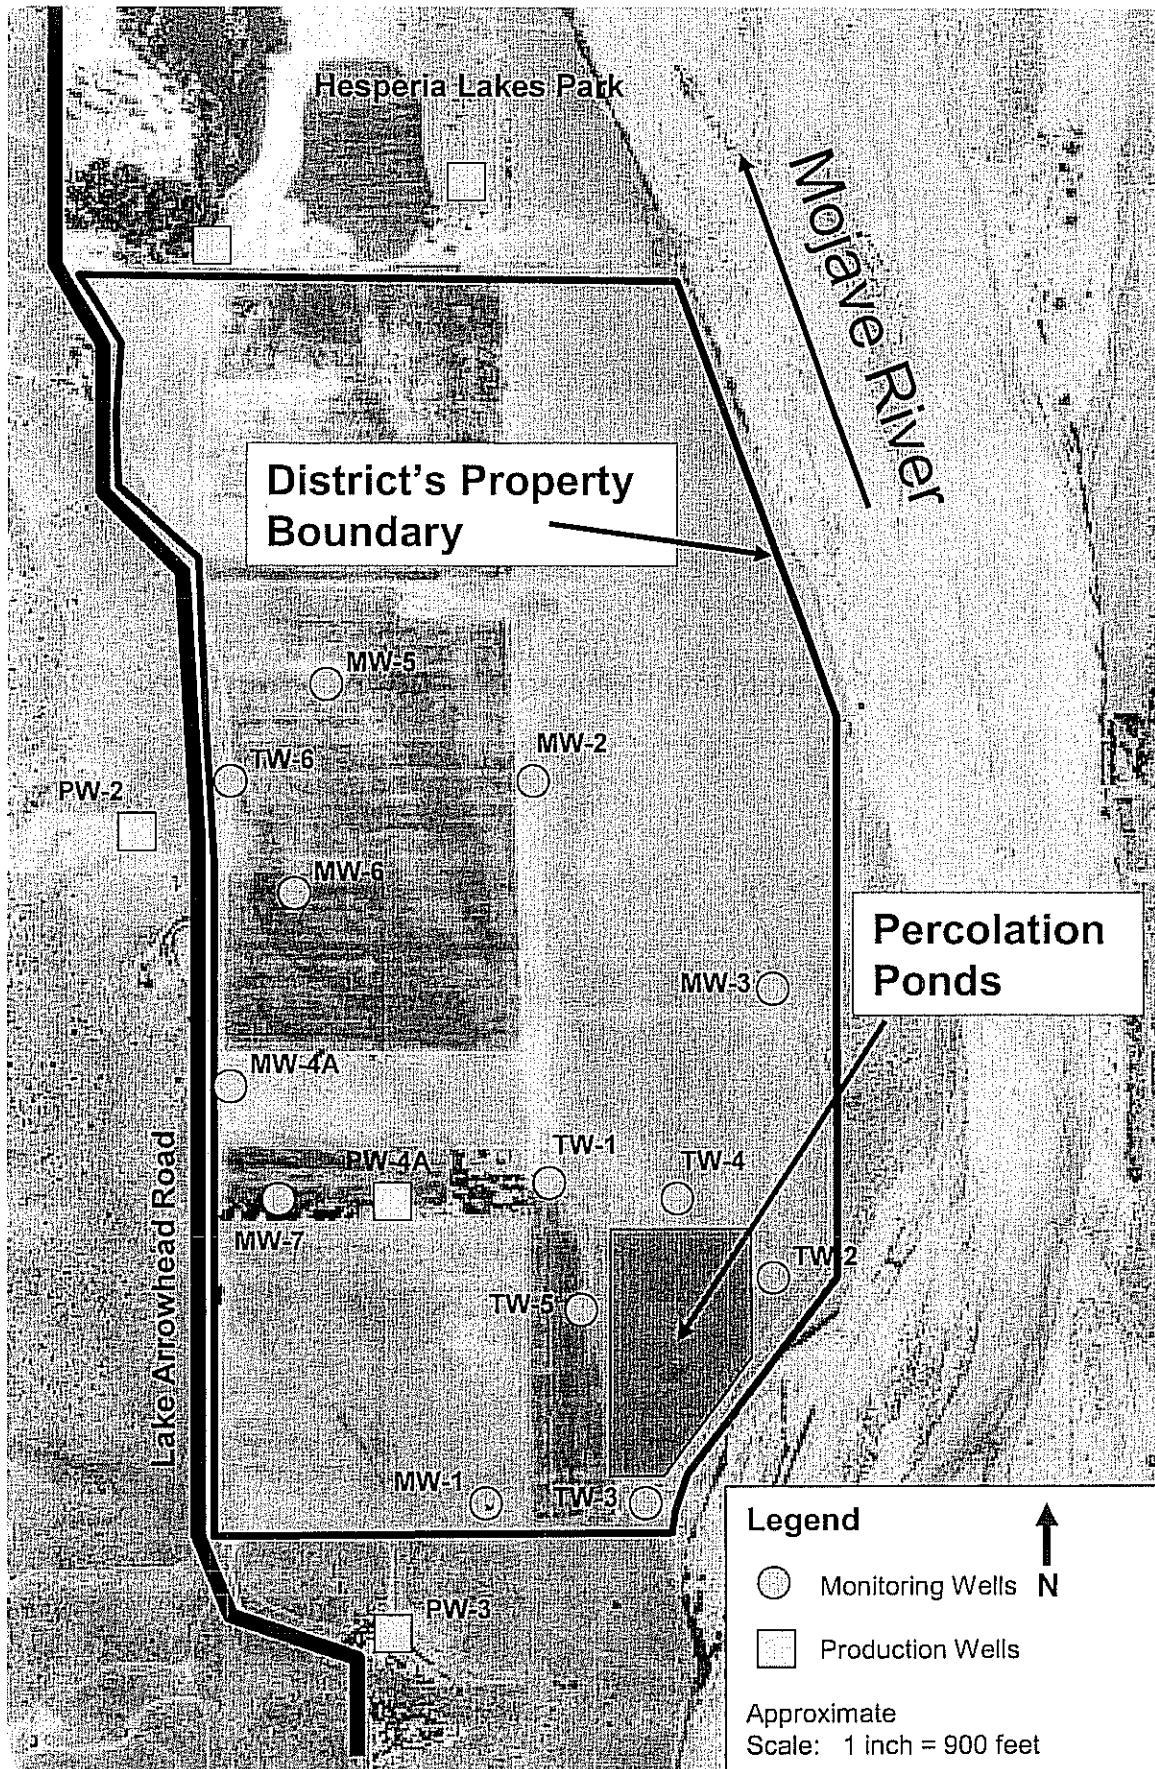 Hesperia Lakes Park
Mojave River
District's Property
Boundary
MW-5
MW-2
TW-6
PW-2
MW-6
Percolation
Ponds
MW-3
MW-4A
Lake Arrowhead Road
TW-1
TW-4
PW-4A
MW-7
TW-2
TW-5
MW-1
TW-3
Legend
Monitoring Wells
N
PW-3
Production Wells
Approximate
Scale: 1 inch = 900 feet